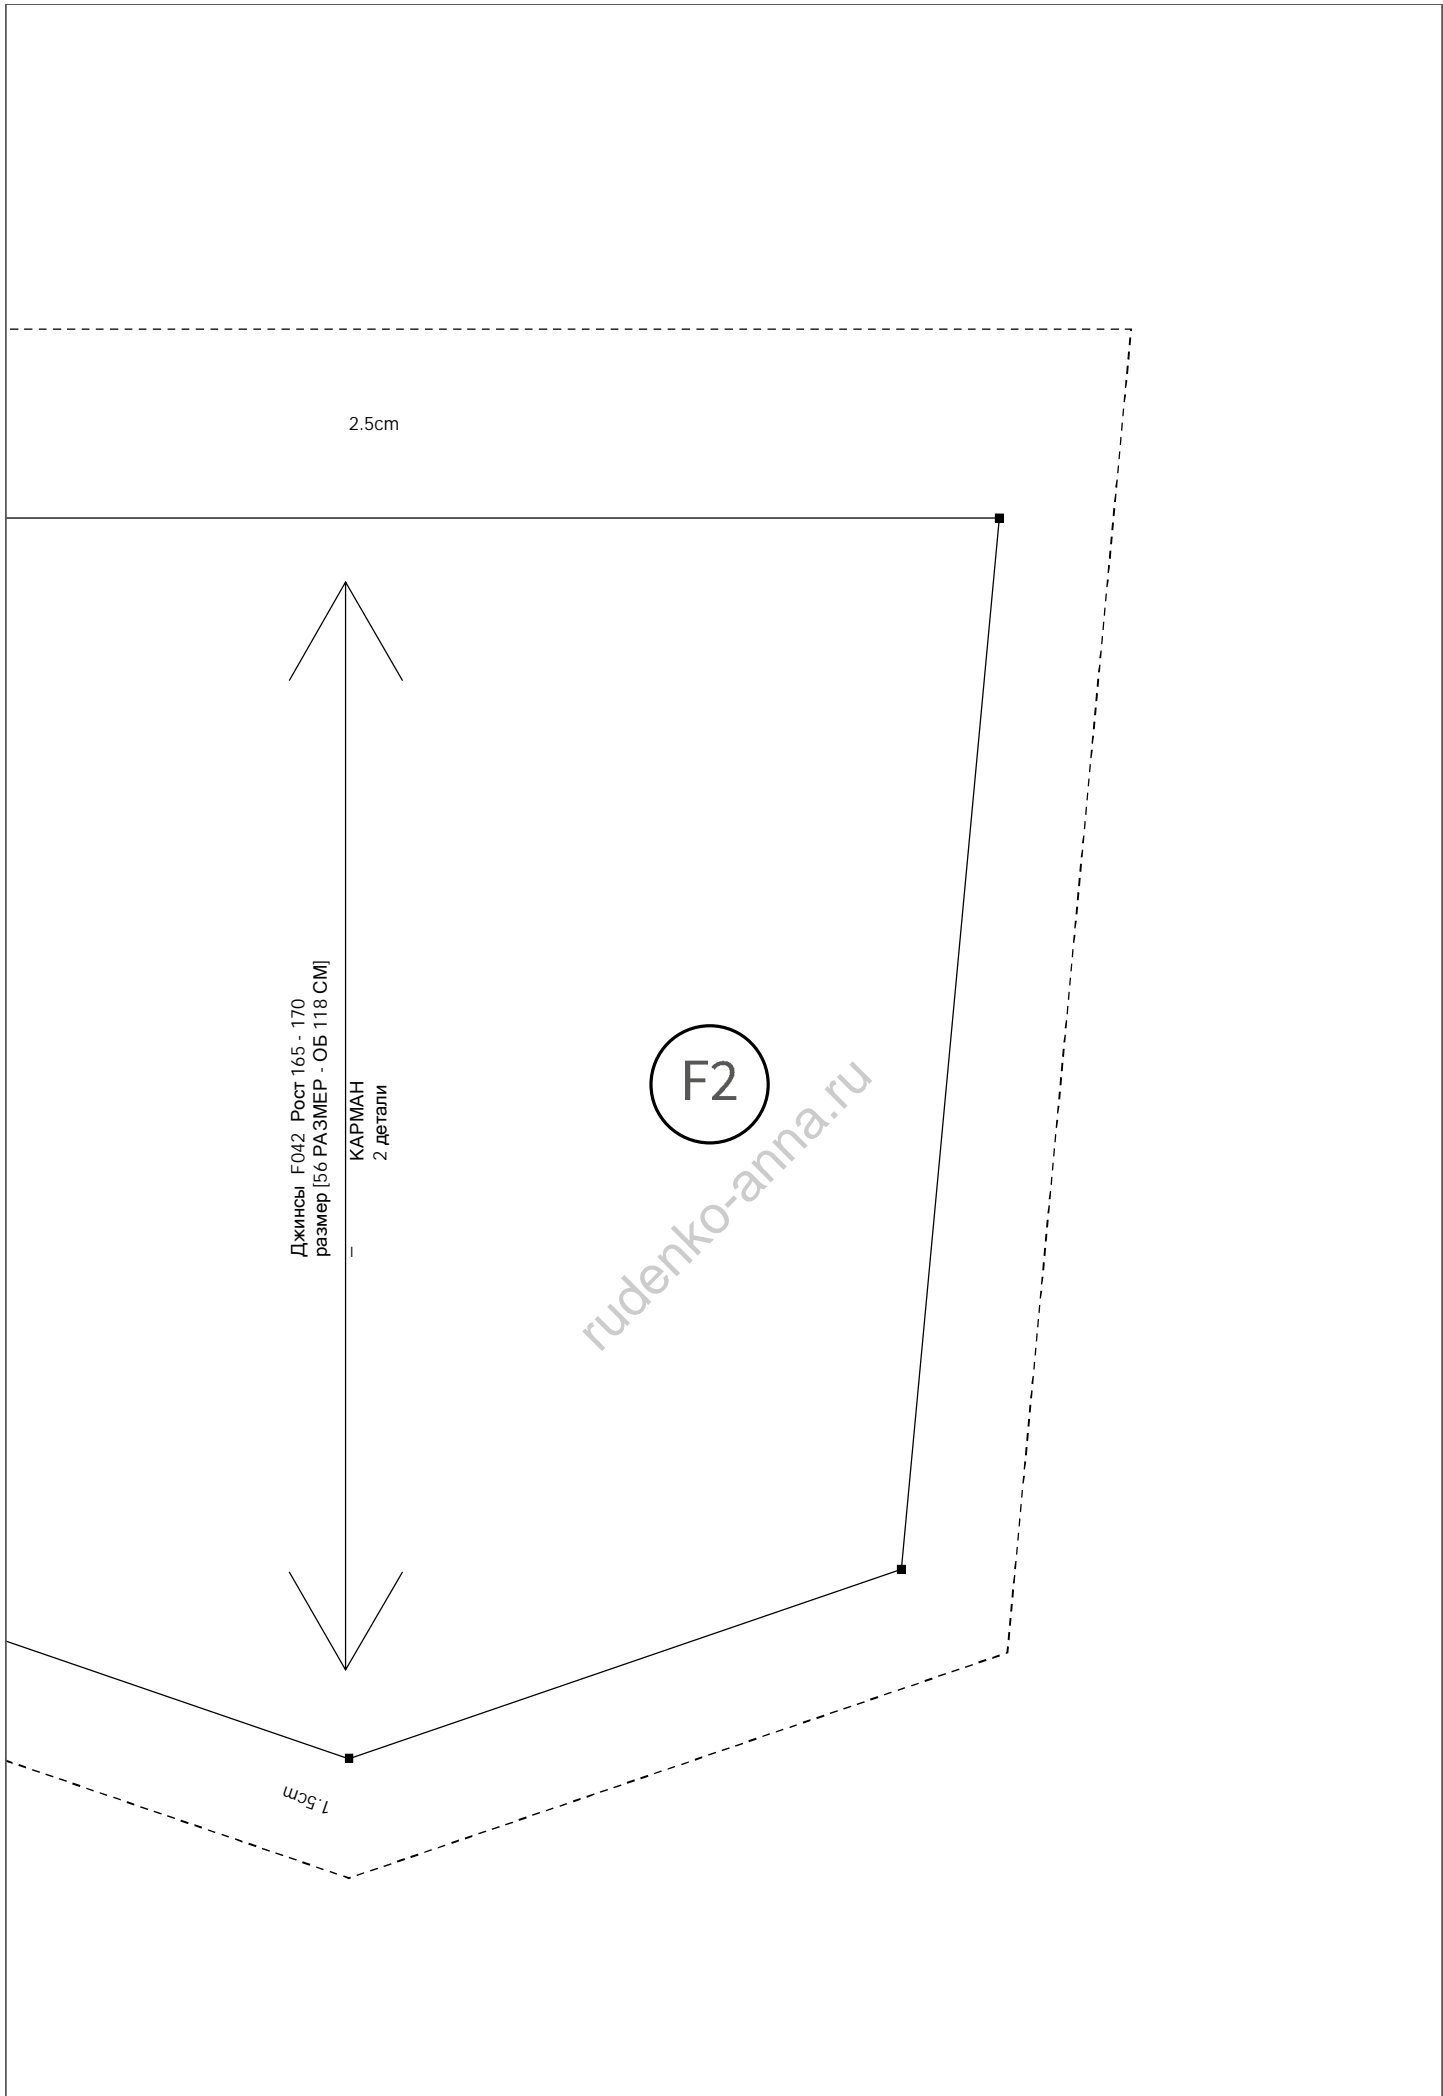 2.5cm
Джинсы F042 Рост 165 - 170
размер [56 РАЗМЕР - ОБ 118 СМ]
_ КАРМАН
2 детали
F2
rudenko-anna.ru
1.5cm